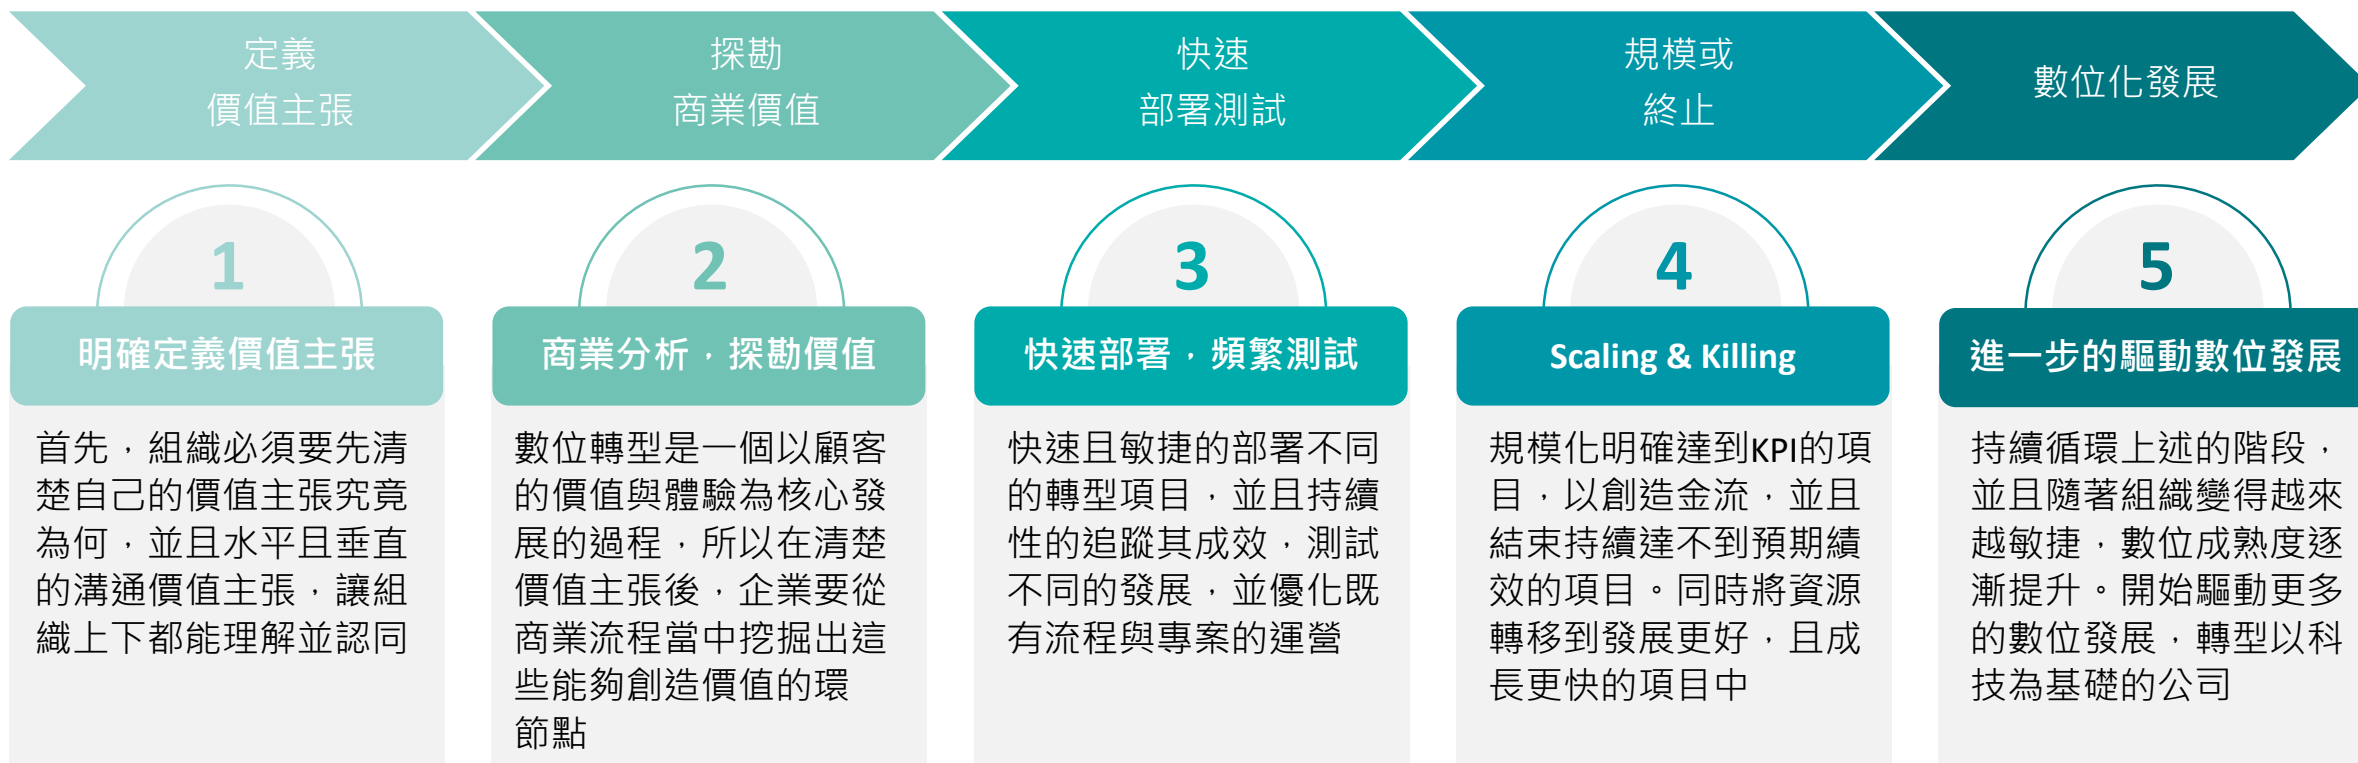 定義
價值主張
探勘
商業價值
快速
部署測試
規模或
終止
數位化發展
1
明確定義價值主張
首先，組織必須要先清
楚自己的價值主張究竟
為何，並且水平且垂直
的溝通價值主張，讓組
織上下都能理解並認同
2
商業分析，探勘價值
數位轉型是一個以顧客
的價值與體驗為核心發
展的過程，所以在清楚
價值主張後，企業要從
商業流程當中挖掘出這
些能夠創造價值的環
節點
3
快速部署，頻繁測試
快速且敏捷的部署不同
的轉型項目，並且持續
性的追蹤其成效，測試
不同的發展，並優化既
有流程與專案的運營
4
Scaling & Killing
規模化明確達到KPI的項
目，以創造金流，並且
結束持續達不到預期績
效的項目。同時將資源
轉移到發展更好，且成
長更快的項目中
5
進一步的驅動數位發展
持續循環上述的階段，
並且隨著組織變得越來
越敏捷，數位成熟度逐
漸提升。開始驅動更多
的數位發展，轉型以科
技為基礎的公司